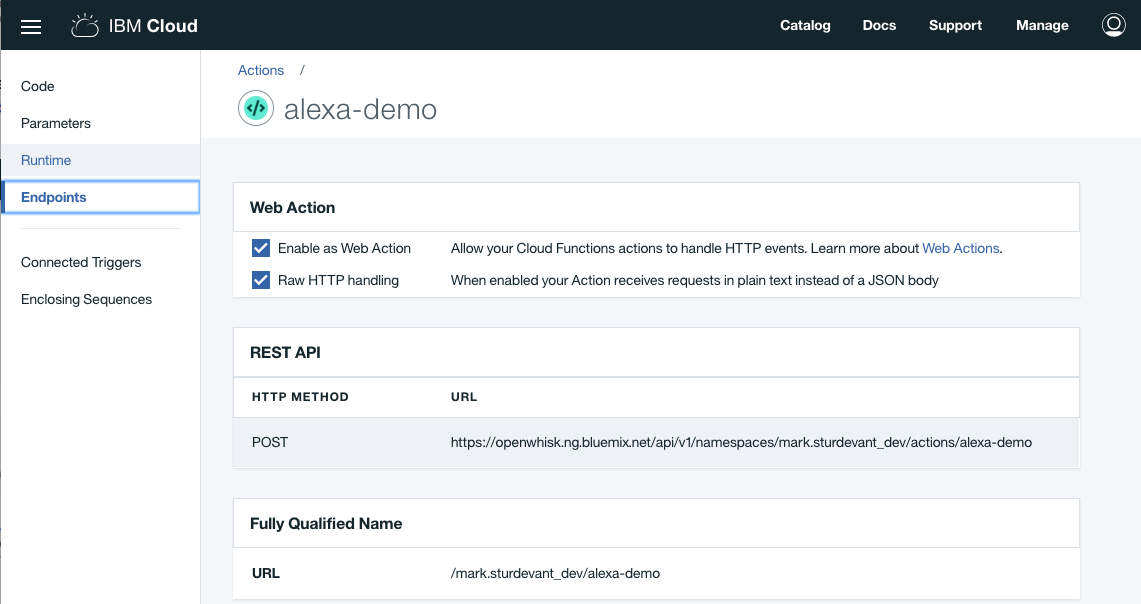 IBM Cloud
Catalog Docs Support Manage
Code
Parameters
Runtime
Endpoints
Connected Triggers
Enclosing Sequences
Actions /
</> alexa-demo
Web Action
Enable as Web Action Allow your Cloud Functions actions to handle HTTP events. Learn more about Web Actions.
Raw HTTP handling When enabled your Action receives requests in plain text instead of a JSON body
REST API
HTTP METHOD URL
POST https://openwhisk.ng.bluemix.net/api/v1/namespaces/mark.sturdevant_dev/actions/alexa-demo
Fully Qualified Name
URL /mark.sturdevant_dev/alexa-demo